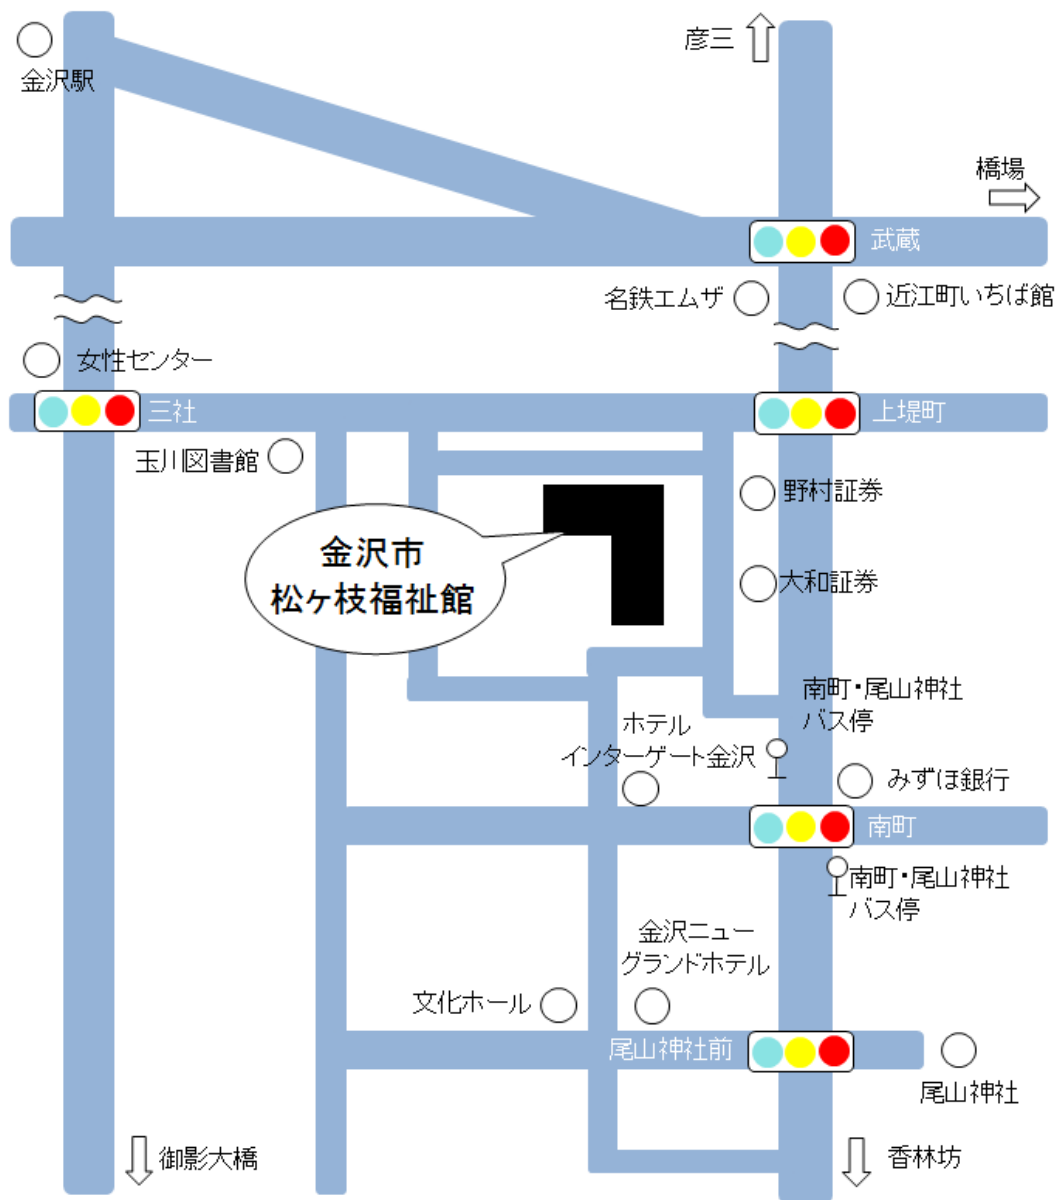 彦三
金沢駅
橋場
武蔵
名鉄エムザ
近江町いちば館
女性センター
三社
上堤町
玉川図書館
野村証券
金沢市
松ヶ枝福祉館
大和証券
南町・尾山神社
バス停
ホテル
インターゲート金沢
みずほ銀行
南町
南町・尾山神社
バス停
金沢ニュー
グランドホテル
文化ホール
尾山神社前
尾山神社
御影大橋
香林坊